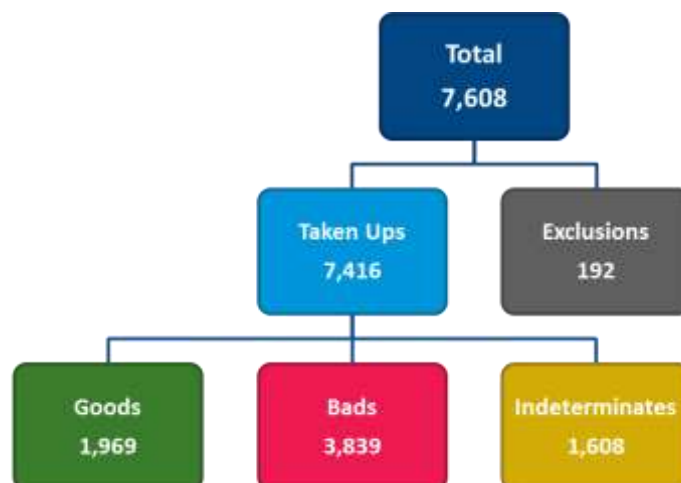 Total
7,608
Taken Ups
7,416
Exclusions
192
Goods
1,969
Bads
3,839
Indeterminates
1,608